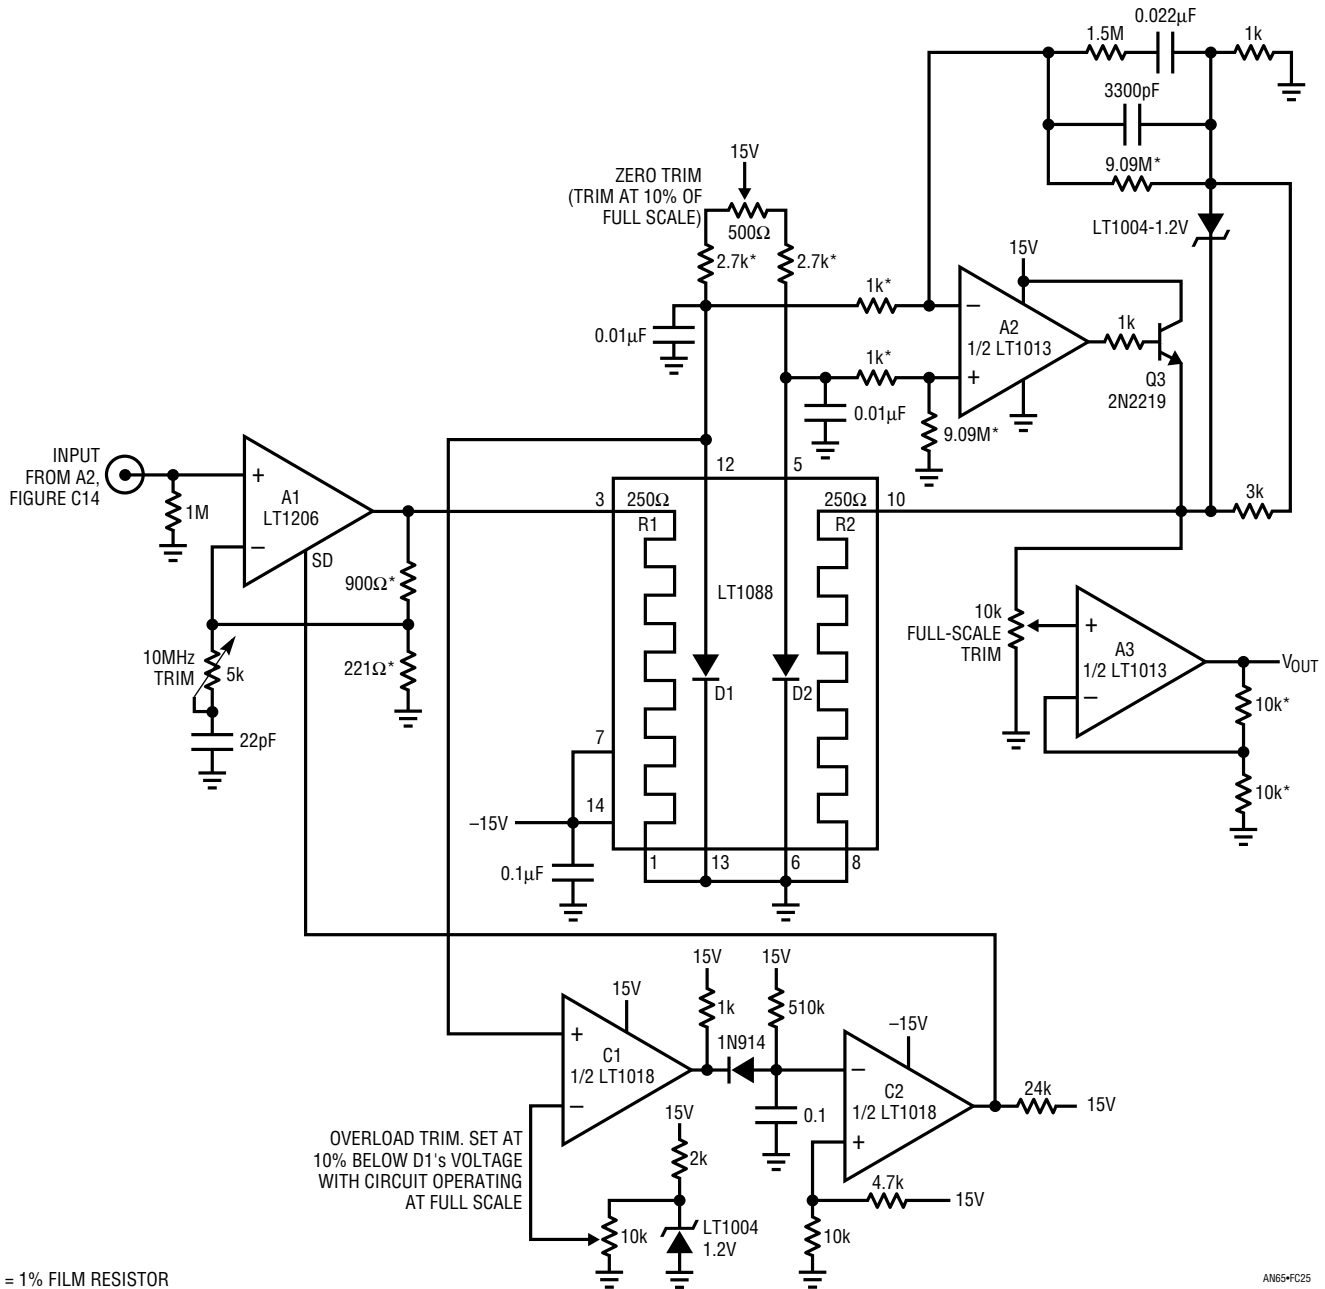 0.022µF
1.5M
1k
3300pF
9.09M*
LT1004-1.2V
15V
ZERO TRIM
(TRIM AT 10% OF
FULL SCALE)
500Ω
2.7k*
2.7k*
15V
1k*
0.01µF
A2
1/2 LT1013
–
+
1k
1k*
Q3
2N2219
0.01µF
9.09M*
INPUT
FROM A2,
FIGURE C14
1M
+
–
A1
LT1206
SD
12
5
3
250Ω
R1
250Ω
R2
10
3k
900Ω*
LT1088
10MHz
TRIM
5k
221Ω*
22pF
D1
D2
10k
FULL-SCALE
TRIM
+
–
A3
1/2 LT1013
VOUT
10k*
10k*
7
14
–15V
0.1µF
1
13
6
8
15V
15V
15V
1k
510k
+
–
C1
1/2 LT1018
1N914
–15V
–
+
C2
1/2 LT1018
0.1
24k
15V
OVERLOAD TRIM. SET AT
10% BELOW D1's VOLTAGE
WITH CIRCUIT OPERATING
AT FULL SCALE
15V
2k
10k
LT1004
1.2V
4.7k
15V
10k
= 1% FILM RESISTOR
AN65•FC25